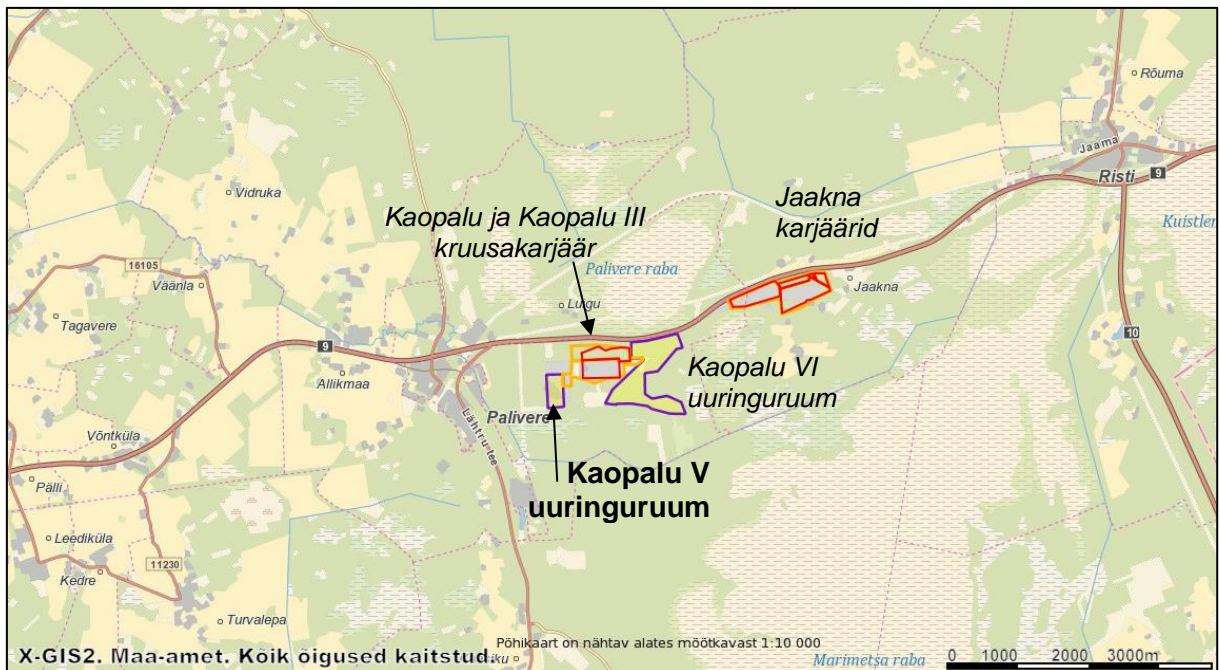 Rõuma
Jaama
Risti
9
Vidruka
Kaopalu ja Kaopalu III
kruusakarjäär
Jaakna
karjäärid
Palivere raba
16105
Väänla
Luigu
Jaakna
Tagavere
9
10
Allikmaa
Kaopalu VI
uuringuruum
Palivere
Lähtru tee
Võntküla
Kaopalu V
uuringuruum
Pälli
Leediküla
11230
Kedre
Turvalepa
Põhikaart on nähtav alates mõõtkavast 1:10 000
X-GIS2. Maa-amet. Kõik õigused kaitstud.
Marimetsa raba
0 1000 2000 3000m